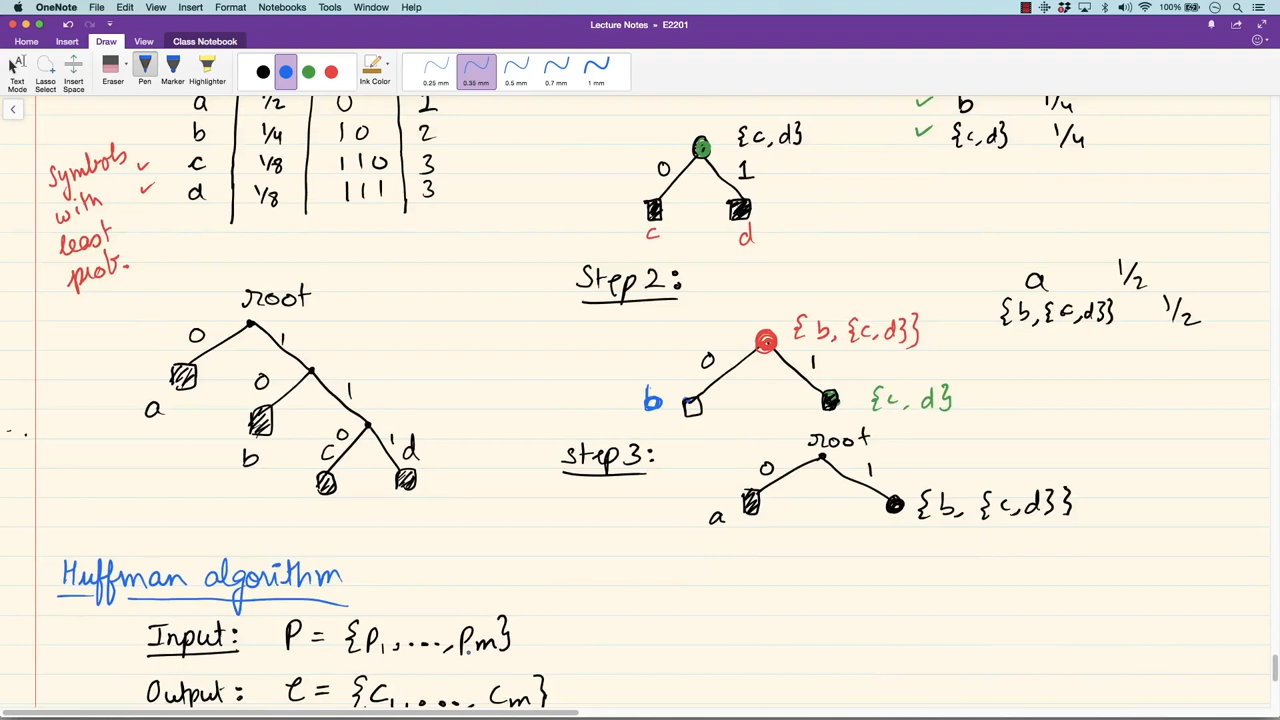 OneNote File Edit View Insert Format Notebooks Tools Window Help
100%
Lecture Notes - E2201
Home Insert Draw View Class Notebook
Text Mode
Lasso Select
Insert Space
Eraser
Pen
Marker
Highlighter
Ink Color
0.25 mm 0.35 mm 0.5 mm 0.7 mm 1 mm
a 1/2 0 1
b 1/4 10 2
c 1/8 110 3
d 1/8 111 3
Symbols ✓
with ✓
least
prob.
{c,d}
0 1
c d
✓ b 1/4
✓ {c,d} 1/4
root
0 1
a
0 1
b
0 1
c d
Step 2:
{b,{c,d}}
0 1
b {c,d}
a 1/2
{b,{c,d}} 1/2
step 3:
root
0 1
a {b, {c,d}}
Huffman algorithm
Input: P = {P1, ...., Pm}
Output: C = {C1, ...., Cm}